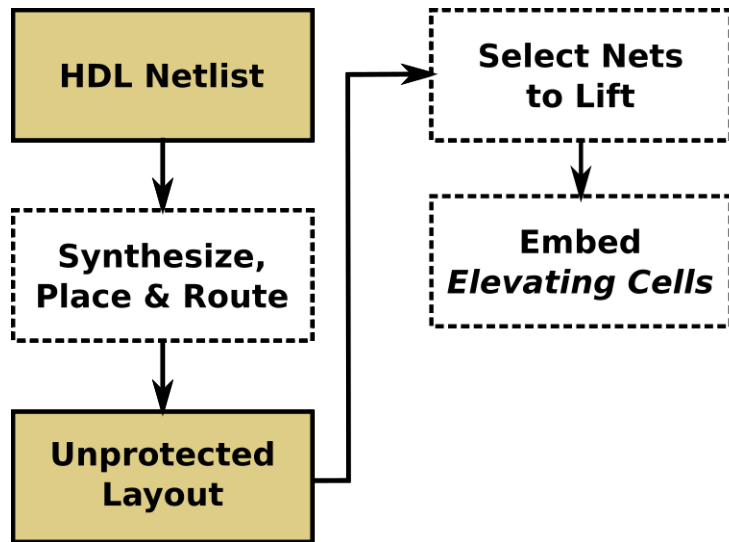 HDL Netlist
Synthesize,
Place & Route
Unprotected
Layout
Select Nets
to Lift
Embed
Elevating Cells